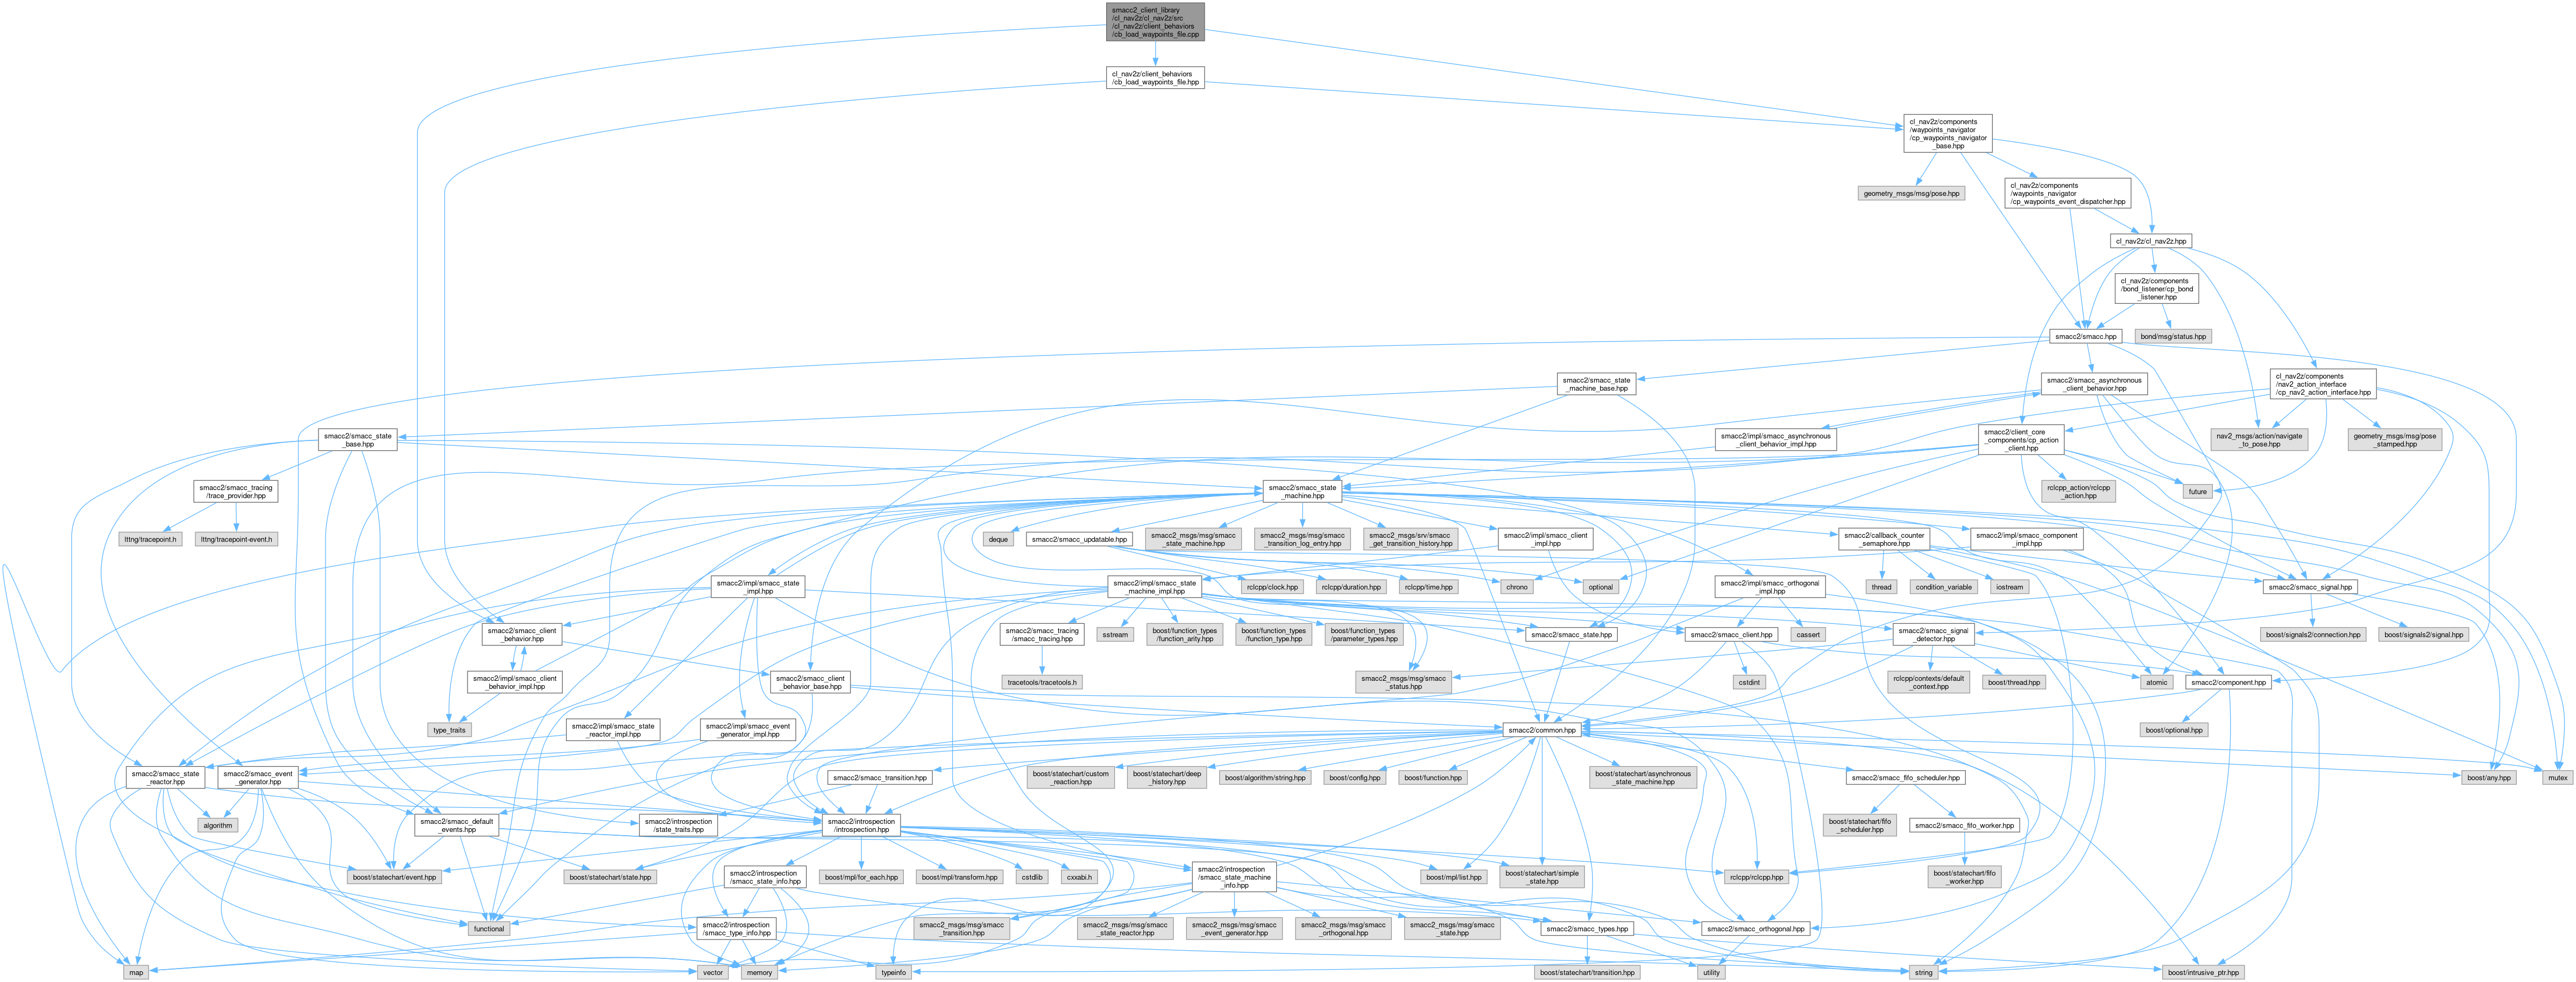 smacc2_client_library
/cl_nav2z/cl_nav2z/src
/cl_nav2z/client_behaviors
/cb_load_waypoints_file.cpp
cl_nav2z/client_behaviors
/cb_load_waypoints_file.hpp
cl_nav2z/components
/waypoints_navigator
/cp_waypoints_navigator
_base.hpp
geometry_msgs/msg/pose.hpp
cl_nav2z/components
/waypoints_navigator
/cp_waypoints_event_dispatcher.hpp
cl_nav2z/cl_nav2z.hpp
cl_nav2z/components
/bond_listener/cp_bond
_listener.hpp
smacc2/smacc.hpp
bond/msg/status.hpp
smacc2/smacc_state
_machine_base.hpp
smacc2/smacc_asynchronous
_client_behavior.hpp
cl_nav2z/components
/nav2_action_interface
/cp_nav2_action_interface.hpp
smacc2/smacc_state
_base.hpp
smacc2/impl/smacc_asynchronous
_client_behavior_impl.hpp
smacc2/client_core
_components/cp_action
_client.hpp
nav2_msgs/action/navigate
_to_pose.hpp
geometry_msgs/msg/pose
_stamped.hpp
smacc2/smacc_tracing
/trace_provider.hpp
smacc2/smacc_state
_machine.hpp
rclcpp_action/rclcpp
_action.hpp
future
lttng/tracepoint.h
lttng/tracepoint-event.h
deque
smacc2/smacc_updatable.hpp
smacc2_msgs/msg/smacc
_state_machine.hpp
smacc2_msgs/msg/smacc
_transition_log_entry.hpp
smacc2_msgs/srv/smacc
_get_transition_history.hpp
smacc2/impl/smacc_client
_impl.hpp
smacc2/callback_counter
_semaphore.hpp
smacc2/impl/smacc_component
_impl.hpp
smacc2/impl/smacc_state
_impl.hpp
smacc2/impl/smacc_state
_machine_impl.hpp
rclcpp/clock.hpp
rclcpp/duration.hpp
rclcpp/time.hpp
chrono
optional
smacc2/impl/smacc_orthogonal
_impl.hpp
thread
condition_variable
iostream
smacc2/smacc_signal.hpp
smacc2/smacc_client
_behavior.hpp
smacc2/smacc_tracing
/smacc_tracing.hpp
sstream
boost/function_types
/function_arity.hpp
boost/function_types
/function_type.hpp
boost/function_types
/parameter_types.hpp
smacc2/smacc_state.hpp
smacc2/smacc_client.hpp
cassert
smacc2/smacc_signal
_detector.hpp
boost/signals2/connection.hpp
boost/signals2/signal.hpp
smacc2/impl/smacc_client
_behavior_impl.hpp
smacc2/smacc_client
_behavior_base.hpp
tracetools/tracetools.h
smacc2_msgs/msg/smacc
_status.hpp
cstdint
rclcpp/contexts/default
_context.hpp
boost/thread.hpp
atomic
smacc2/component.hpp
type_traits
smacc2/impl/smacc_state
_reactor_impl.hpp
smacc2/impl/smacc_event
_generator_impl.hpp
smacc2/common.hpp
boost/optional.hpp
smacc2/smacc_state
_reactor.hpp
smacc2/smacc_event
_generator.hpp
smacc2/smacc_transition.hpp
boost/statechart/custom
_reaction.hpp
boost/statechart/deep
_history.hpp
boost/algorithm/string.hpp
boost/config.hpp
boost/function.hpp
boost/statechart/asynchronous
_state_machine.hpp
smacc2/smacc_fifo_scheduler.hpp
boost/any.hpp
mutex
algorithm
smacc2/smacc_default
_events.hpp
smacc2/introspection
/state_traits.hpp
smacc2/introspection
/introspection.hpp
boost/statechart/fifo
_scheduler.hpp
smacc2/smacc_fifo_worker.hpp
boost/statechart/event.hpp
boost/statechart/state.hpp
smacc2/introspection
/smacc_state_info.hpp
boost/mpl/for_each.hpp
boost/mpl/transform.hpp
cstdlib
cxxabi.h
smacc2/introspection
/smacc_state_machine
_info.hpp
boost/mpl/list.hpp
boost/statechart/simple
_state.hpp
rclcpp/rclcpp.hpp
boost/statechart/fifo
_worker.hpp
functional
smacc2/introspection
/smacc_type_info.hpp
smacc2_msgs/msg/smacc
_transition.hpp
smacc2_msgs/msg/smacc
_state_reactor.hpp
smacc2_msgs/msg/smacc
_event_generator.hpp
smacc2_msgs/msg/smacc
_orthogonal.hpp
smacc2_msgs/msg/smacc
_state.hpp
smacc2/smacc_types.hpp
smacc2/smacc_orthogonal.hpp
map
vector
memory
typeinfo
boost/statechart/transition.hpp
utility
string
boost/intrusive_ptr.hpp